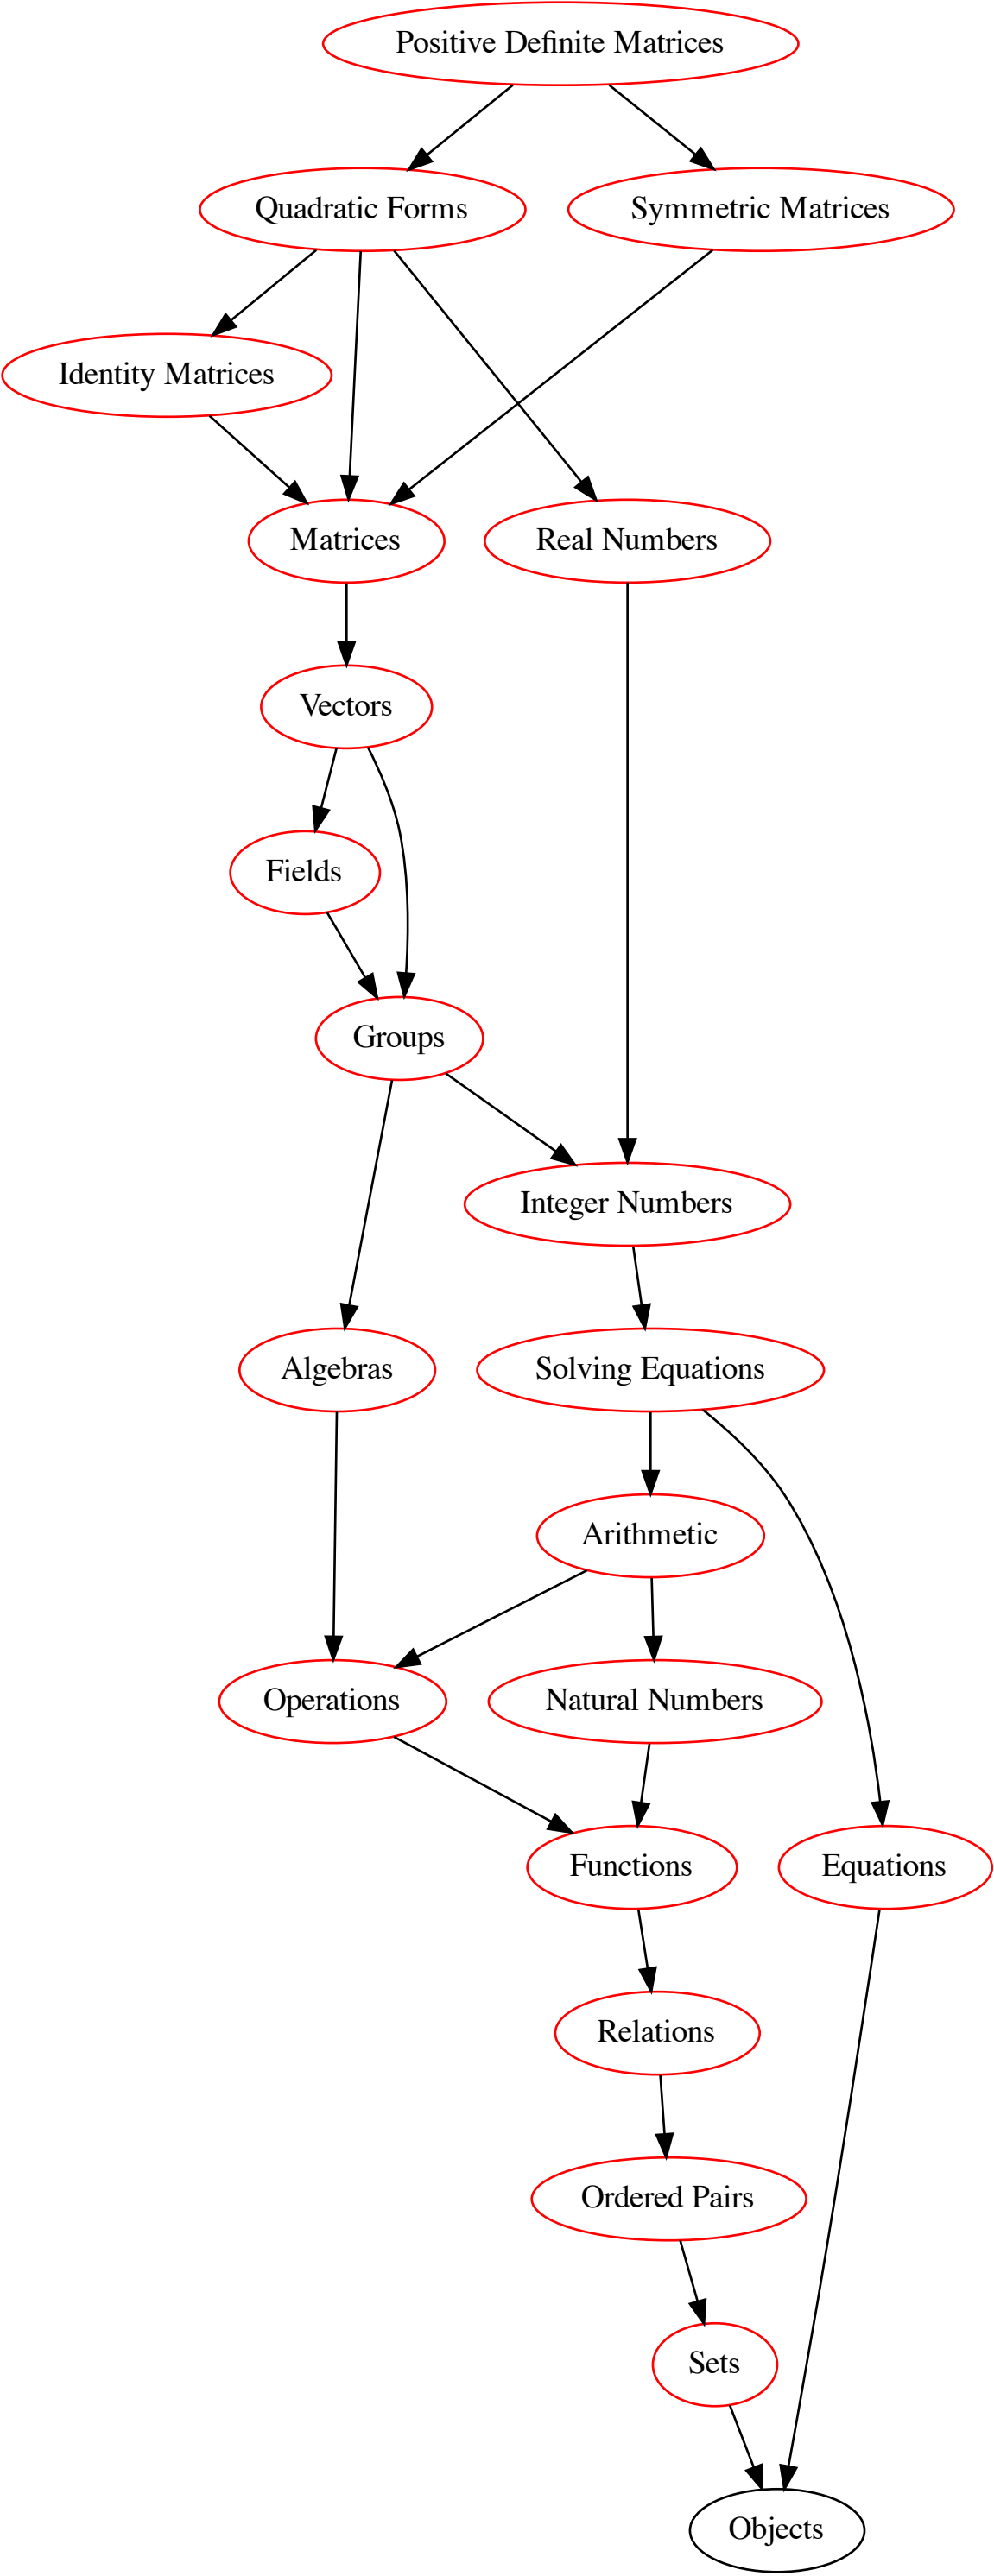 Positive Definite Matrices
Quadratic Forms
Symmetric Matrices
Identity Matrices
Matrices
Real Numbers
Vectors
Fields
Groups
Integer Numbers
Algebras
Solving Equations
Arithmetic
Operations
Natural Numbers
Functions
Equations
Relations
Ordered Pairs
Sets
Objects